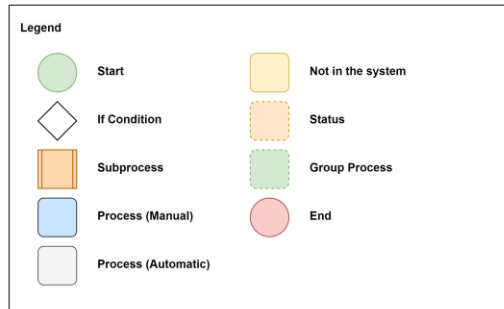 Legend
Start
If Condition
Subprocess
Process (Manual)
Process (Automatic)
Not in the system
Status
Group Process
End